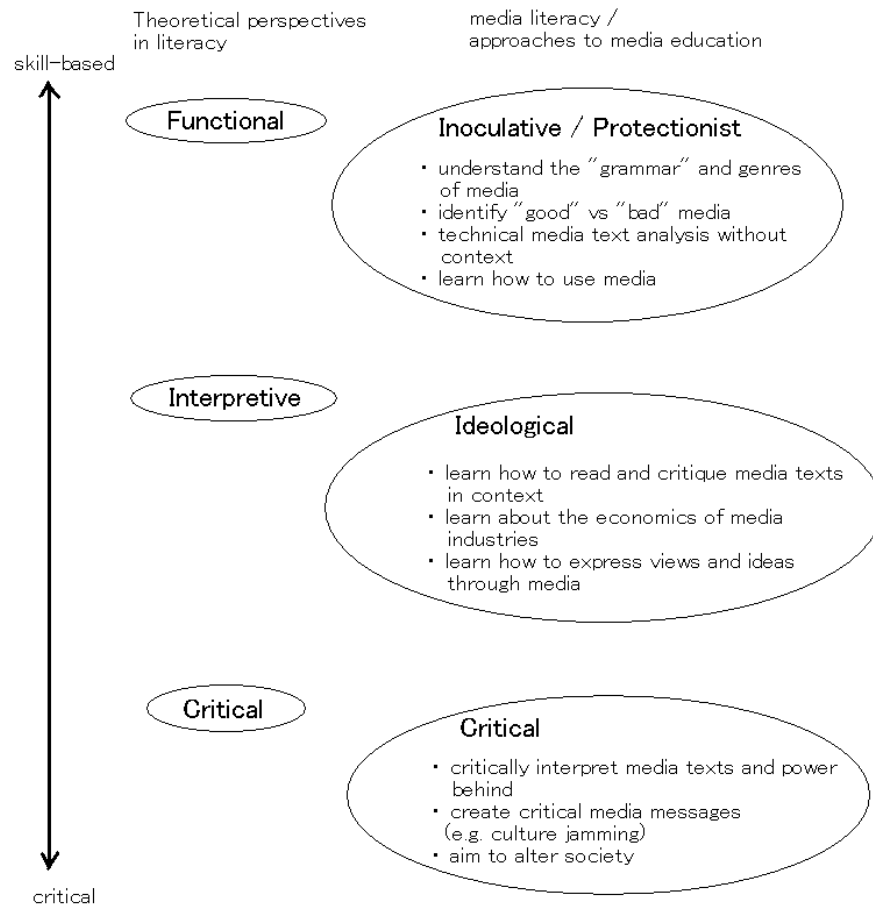 Theoretical perspectives
in literacy
media literacy /
approaches to media education
skill-based
Functional
Inoculative / Protectionist
・ understand the "grammar" and genres
of media
・ identify "good" vs "bad" media
・ technical media text analysis without
context
・ learn how to use media
Interpretive
Ideological
・ learn how to read and critique media texts
in context
・ learn about the economics of media
industries
・ learn how to express views and ideas
through media
Critical
Critical
・ critically interpret media texts and power
behind
・ create critical media messages
(e.g. culture jamming)
・ aim to alter society
critical